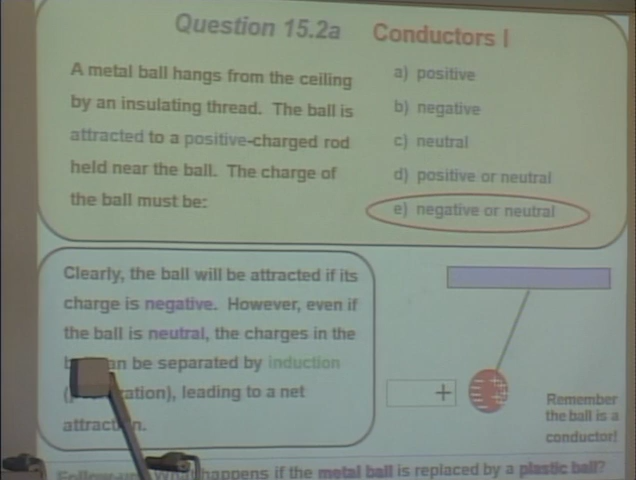 Question 15.2a Conductors I
A metal ball hangs from the ceiling
by an insulating thread. The ball is
attracted to a positive-charged rod
held near the ball. The charge of
the ball must be:
a) positive
b) negative
c) neutral
d) positive or neutral
e) negative or neutral
Clearly, the ball will be attracted if its
charge is negative. However, even if
the ball is neutral, the charges in the
be separated by induction
leading to a net
+
Remember
the ball is a
conductor!
happens if the metal ball is replaced by a plastic ball?